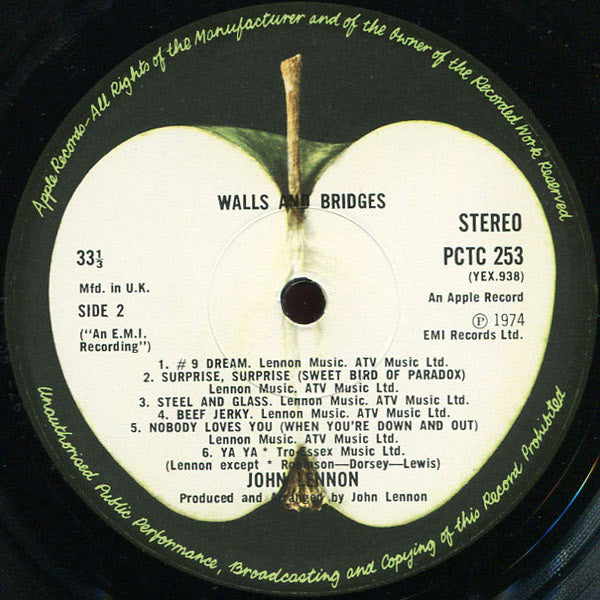 Apple Records-All Rights of the Manufacturer and of the Owner of the Recorded Work Reserved
WALLS AND BRIDGES
STEREO
33⅓
PCTC 253
(YEX.938)
Mfd. in U.K.
An Apple Record
SIDE 2
℗ 1974
("An E.M.I.
Recording")
EMI Records Ltd.
1. #9 DREAM. Lennon Music. ATV Music Ltd.
2. SURPRISE, SURPRISE, (SWEET BIRD OF PARADOX)
Lennon Music. ATV Music Ltd.
3. STEEL AND GLASS. Lennon Music. ATV Music Ltd.
4. BEEF JERKY. Lennon Music. ATV Music Ltd.
5. NOBODY LOVES YOU (WHEN YOU'RE DOWN AND OUT)
Lennon Music. ATV Music Ltd.
6. YA YA * Tro-Essex Music Ltd.
(Lennon except * Robinson—Dorsey—Lewis)
JOHN LENNON
Produced and Arranged by John Lennon
Unauthorised Public Performance, Broadcasting and Copying of this Record Prohibited